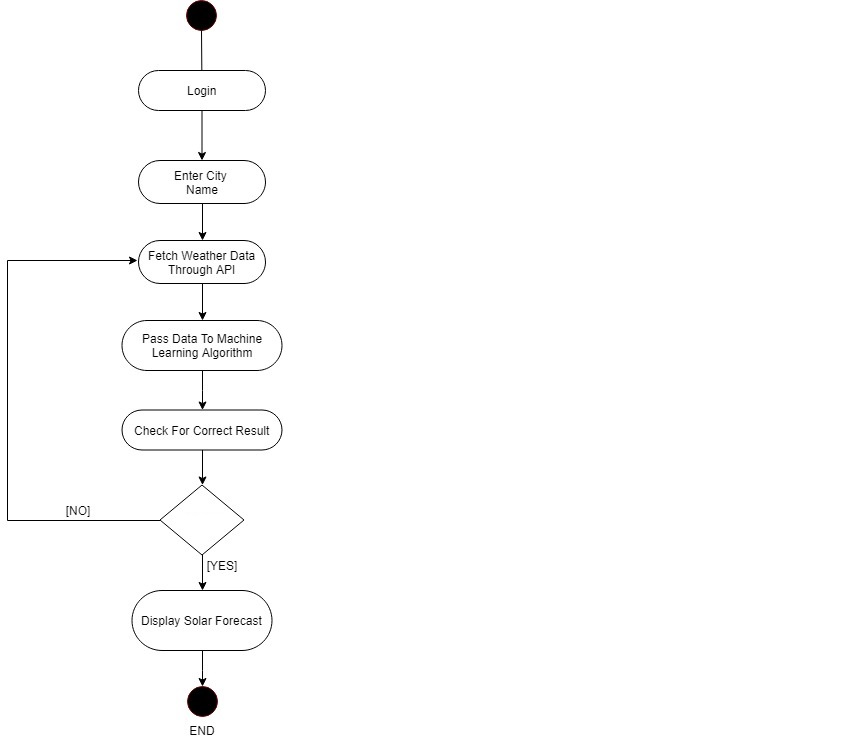 Login
Enter City
Name
Fetch Weather Data
Through API
Pass Data To Machine
Learning Algorithm
Check For Correct Result
[NO]
[YES]
Display Solar Forecast
END